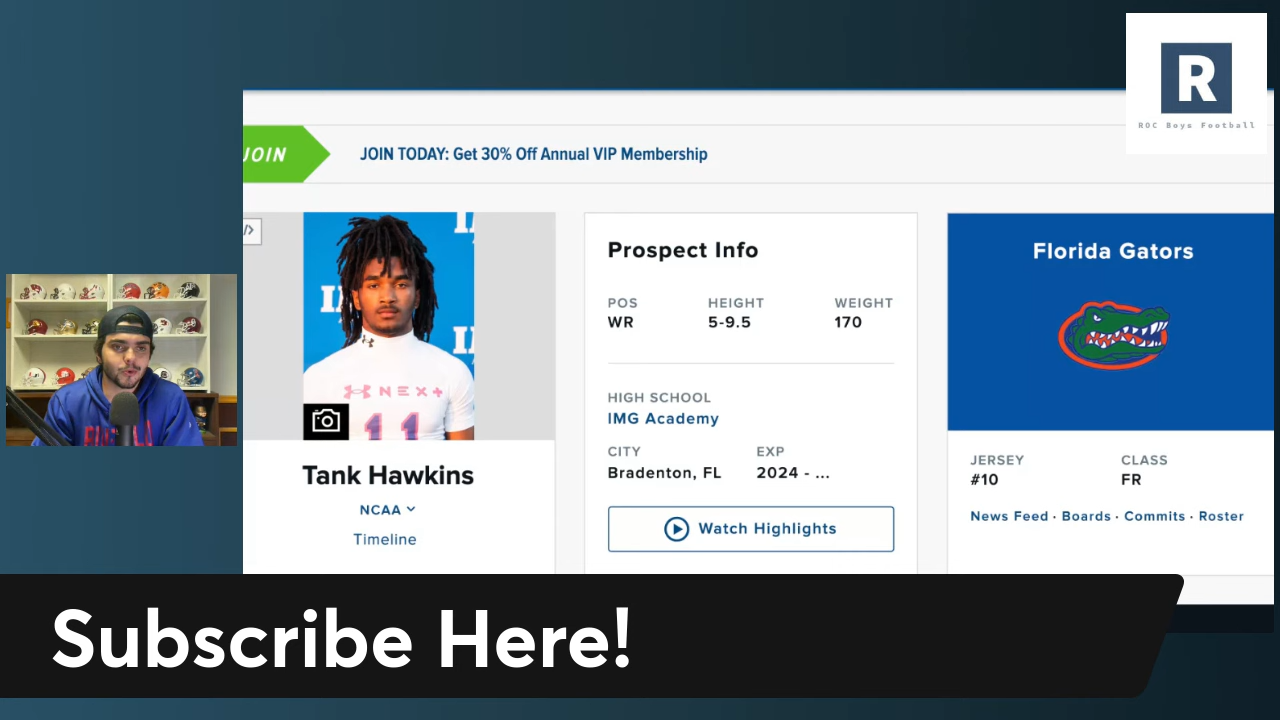 R
ROC Boys Football
JOIN
JOIN TODAY: Get 30% Off Annual VIP Membership
NEXT
11
Tank Hawkins
NCAA
Timeline
Prospect Info
POS HEIGHT WEIGHT
WR 5-9.5 170
HIGH SCHOOL
IMG Academy
CITY EXP
Bradenton, FL 2024 - ...
Watch Highlights
Florida Gators
JERSEY CLASS
#10 FR
News Feed · Boards · Commits · Roster
Subscribe Here!